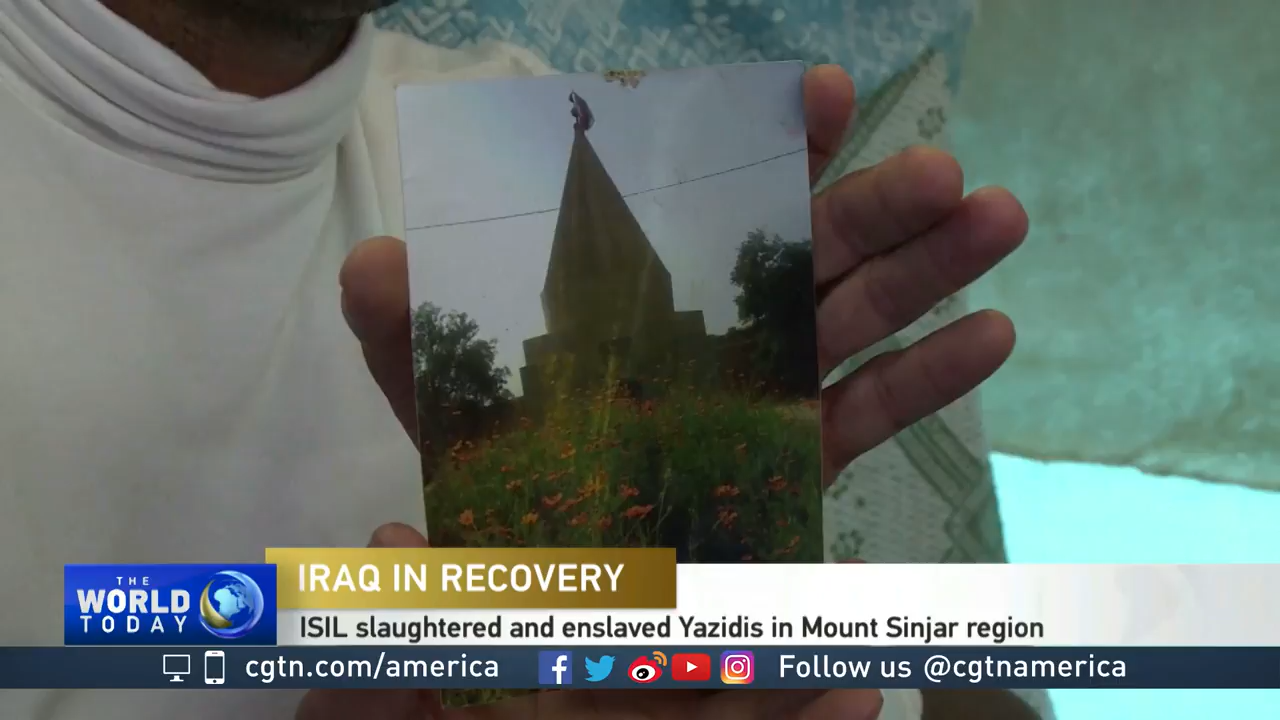 IRAQ IN RECOVERY
THE
WORLD
TODAY
ISIL slaughtered and enslaved Yazidis in Mount Sinjar region
cgtn.com/america
Follow us @cgtnamerica